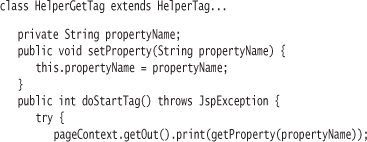 class HelperGetTag extends HelperTag...
private String propertyName;
public void setProperty(String propertyName) {
this.propertyName = propertyName;
}
public int doStartTag() throws JspException {
try {
pageContext.getOut().print(getProperty(propertyName));